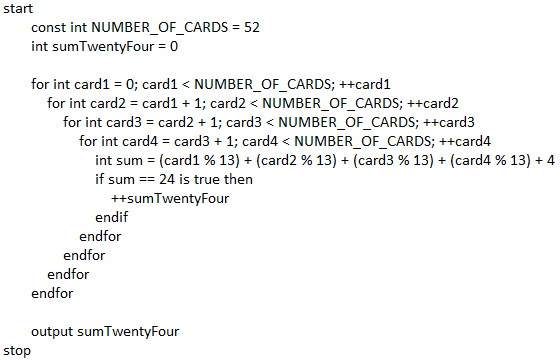 start
const int NUMBER_OF_CARDS = 52
int sumTwentyFour = 0
for int card1 = 0; card1 < NUMBER_OF_CARDS; ++card1
for int card2 = card1 + 1; card2 < NUMBER_OF_CARDS; ++card2
for int card3 = card2 + 1; card3 < NUMBER_OF_CARDS; ++card3
for int card4 = card3 + 1; card4 < NUMBER_OF_CARDS; ++card4
int sum = (card1 % 13) + (card2 % 13) + (card3 % 13) + (card4 % 13) + 4
if sum == 24 is true then
++sumTwentyFour
endif
endfor
endfor
endfor
endfor
output sumTwentyFour
stop